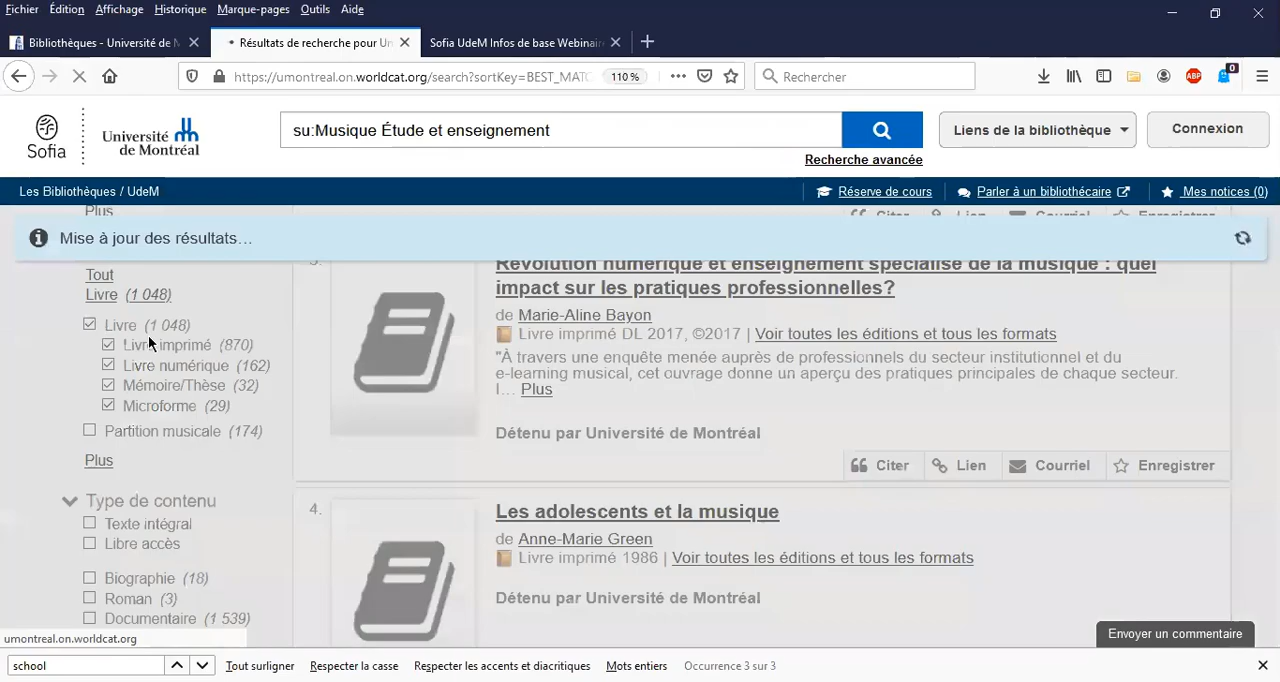 Fichier Édition Affichage Historique Marque-pages Outils Aide
Bibliothèques - Université de M
Résultats de recherche pour Un
Sofia UdeM Infos de base Webinair
https://umontreal.on.worldcat.org/search?sortKey=BEST_MATC
110 %
Rechercher
ABP
0
Sofia
Université de Montréal
su:Musique Étude et enseignement
Liens de la bibliothèque
Connexion
Recherche avancée
Les Bibliothèques / UdeM
Réserve de cours
Parler à un bibliothécaire
Mes notices (0)
Plus
Citer Lien Courriel Enregistrer
Mise à jour des résultats…
Tout
Livre (1 048)
Livre (1 048)
Livre imprimé (870)
Livre numérique (162)
Mémoire/Thèse (32)
Microforme (29)
Partition musicale (174)
Plus
Type de contenu
Texte intégral
Libre accès
Biographie (18)
Roman (3)
Documentaire (1 539)
3.
Révolution numérique et enseignement spécialisé de la musique : quel
impact sur les pratiques professionnelles?
de Marie-Aline Bayon
Livre imprimé DL 2017, ©2017 | Voir toutes les éditions et tous les formats
"À travers une enquête menée auprès de professionnels du secteur institutionnel et du
e-learning musical, cet ouvrage donne un aperçu des pratiques principales de chaque secteur.
I… Plus
Détenu par Université de Montréal
Citer Lien Courriel Enregistrer
4.
Les adolescents et la musique
de Anne-Marie Green
Livre imprimé 1986 | Voir toutes les éditions et tous les formats
Détenu par Université de Montréal
Envoyer un commentaire
umontreal.on.worldcat.org
school
Tout surligner Respecter la casse Respecter les accents et diacritiques Mots entiers Occurrence 3 sur 3